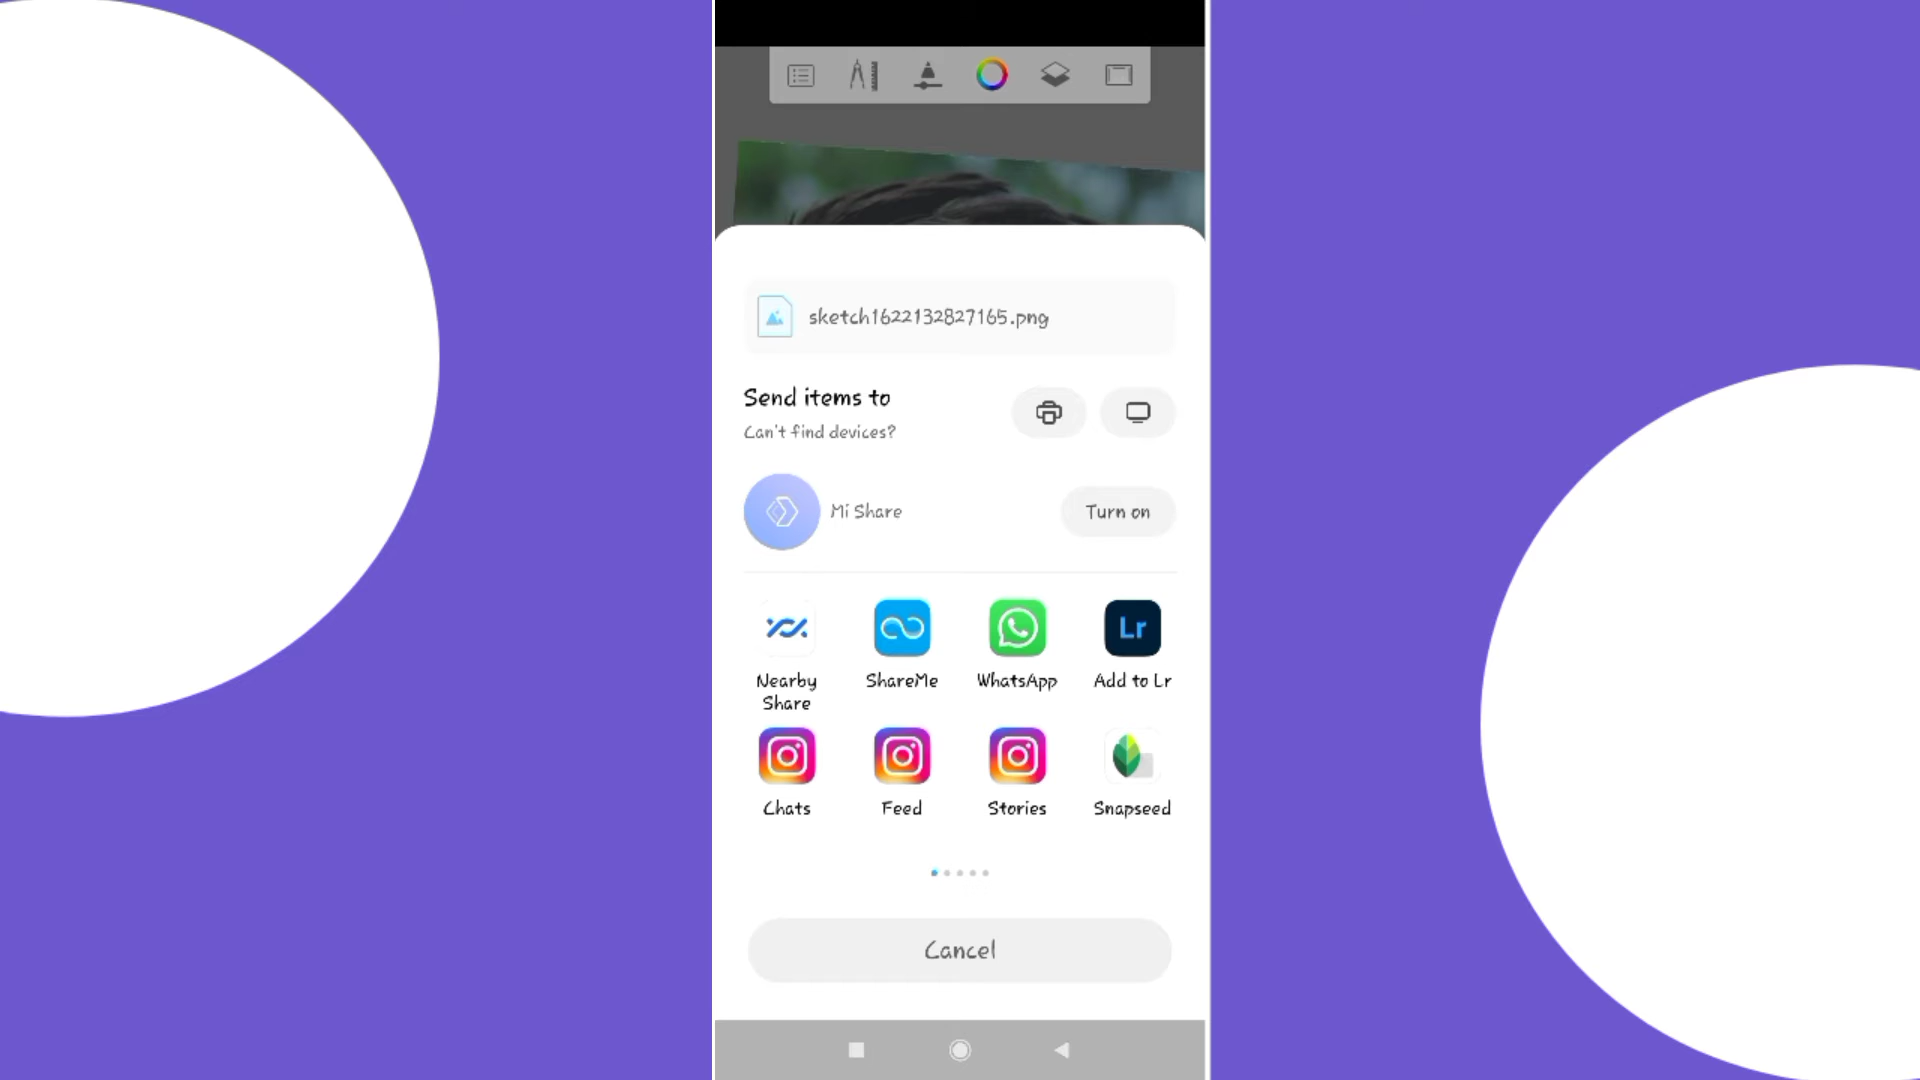 sketch1622132827165.png
Send items to
Can't find devices?
Mi Share
Turn on
Lr
Nearby Share
ShareMe
WhatsApp
Add to Lr
Chats
Feed
Stories
Snapseed
Cancel